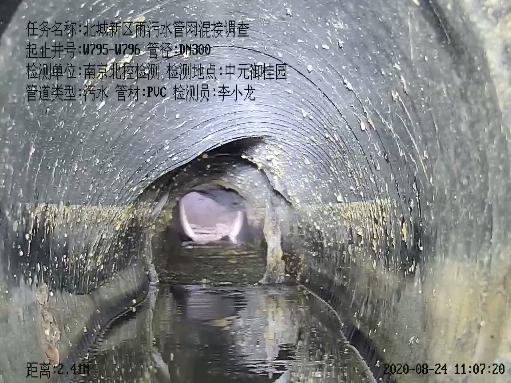 任务名称:北城新区雨污水管网混接调查
起止井号:W795-W796 管径:DN300
检测单位:南京北控检测 检测地点:中元御桂园
管道类型:污水 管材:PVC 检测员:李小龙
距离:2.41M
2020-08-24 11:07:20